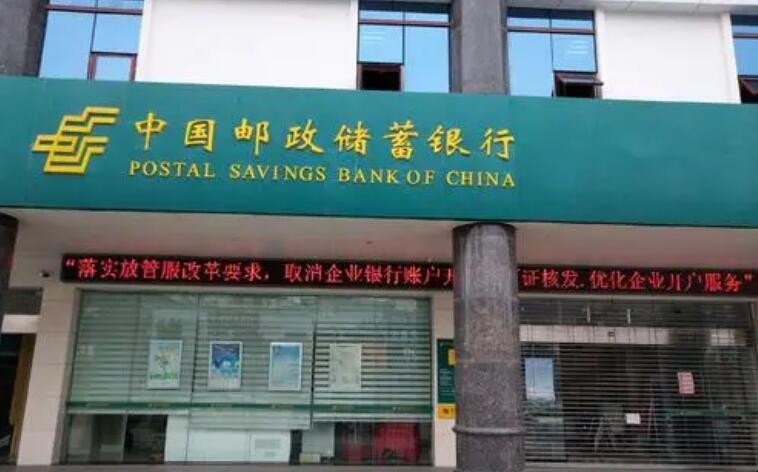 中国邮政储蓄银行
POSTAL SAVINGS BANK OF CHINA
“落实放管服改革要求，取消企业银行账户开 证核发.优化企业开户服务”